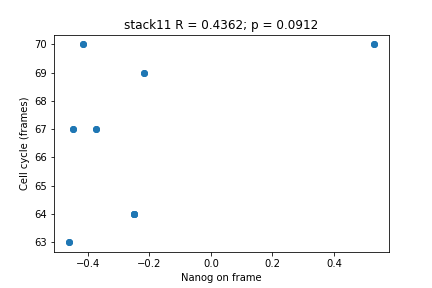 stack11 R = 0.4362; p = 0.0912
70
69
68
67
66
65
64
63
Cell cycle (frames)
−0.4 −0.2 0.0 0.2 0.4
Nanog on frame